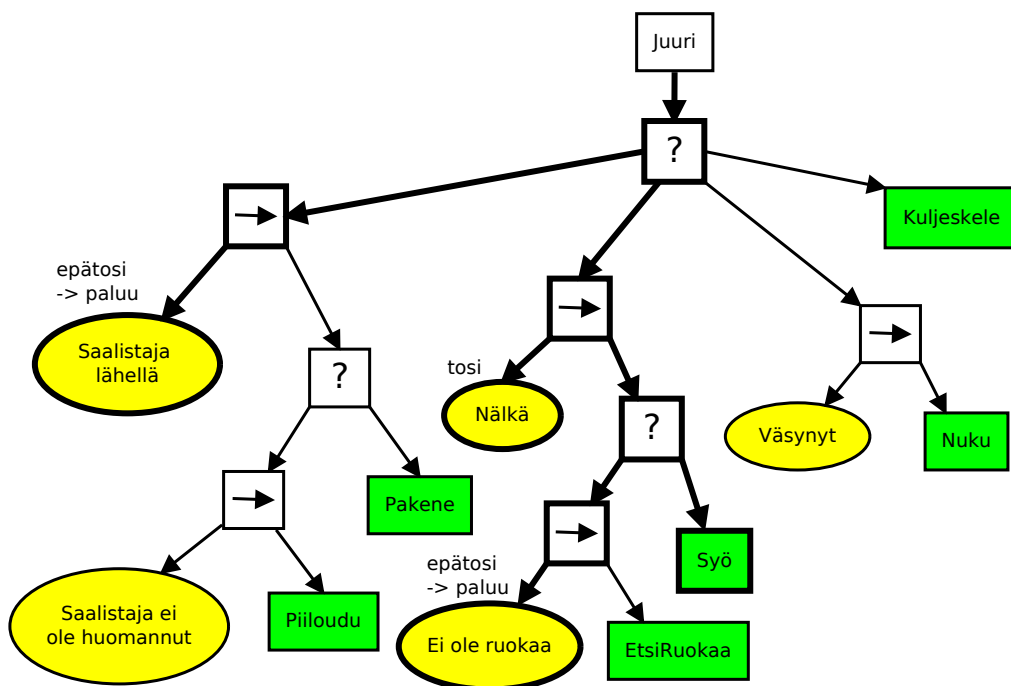 Juuri
?
Kuljeskele
epätosi
-> paluu
Saalistaja
lähellä
?
tosi
Nälkä
?
Väsynyt
Nuku
Pakene
epätosi
-> paluu
Syö
Saalistaja ei
ole huomannut
Piiloudu
Ei ole ruokaa
EtsiRuokaa